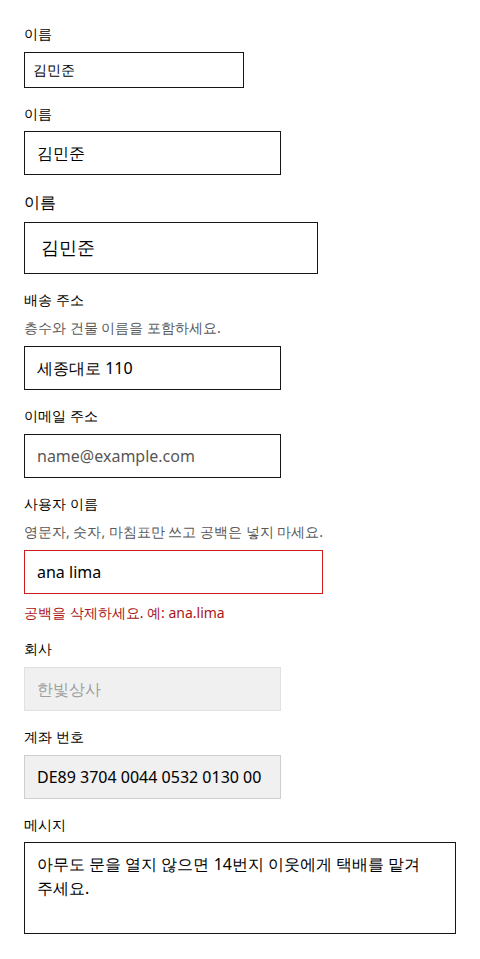 이름
김민준
이름
김민준
이름
김민준
배송 주소
층수와 건물 이름을 포함하세요.
세종대로 110
이메일 주소
name@example.com
사용자 이름
영문자, 숫자, 마침표만 쓰고 공백은 넣지 마세요.
ana lima
공백을 삭제하세요. 예: ana.lima
회사
한빛상사
계좌 번호
DE89 3704 0044 0532 0130 00
메시지
아무도 문을 열지 않으면 14번지 이웃에게 택배를 맡겨
주세요.